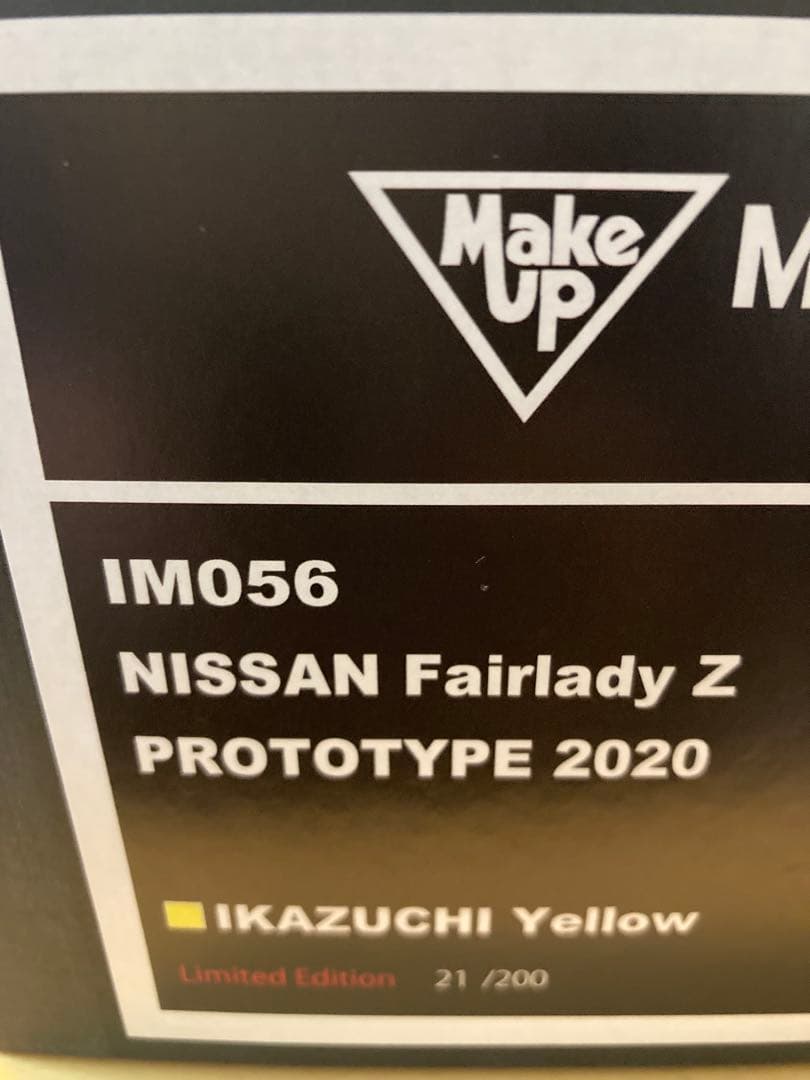 Make
Up
M
IM056
NISSAN Fairlady Z
PROTOTYPE 2020
IKAZUCHI Yellow
Limited Edition 21 /200